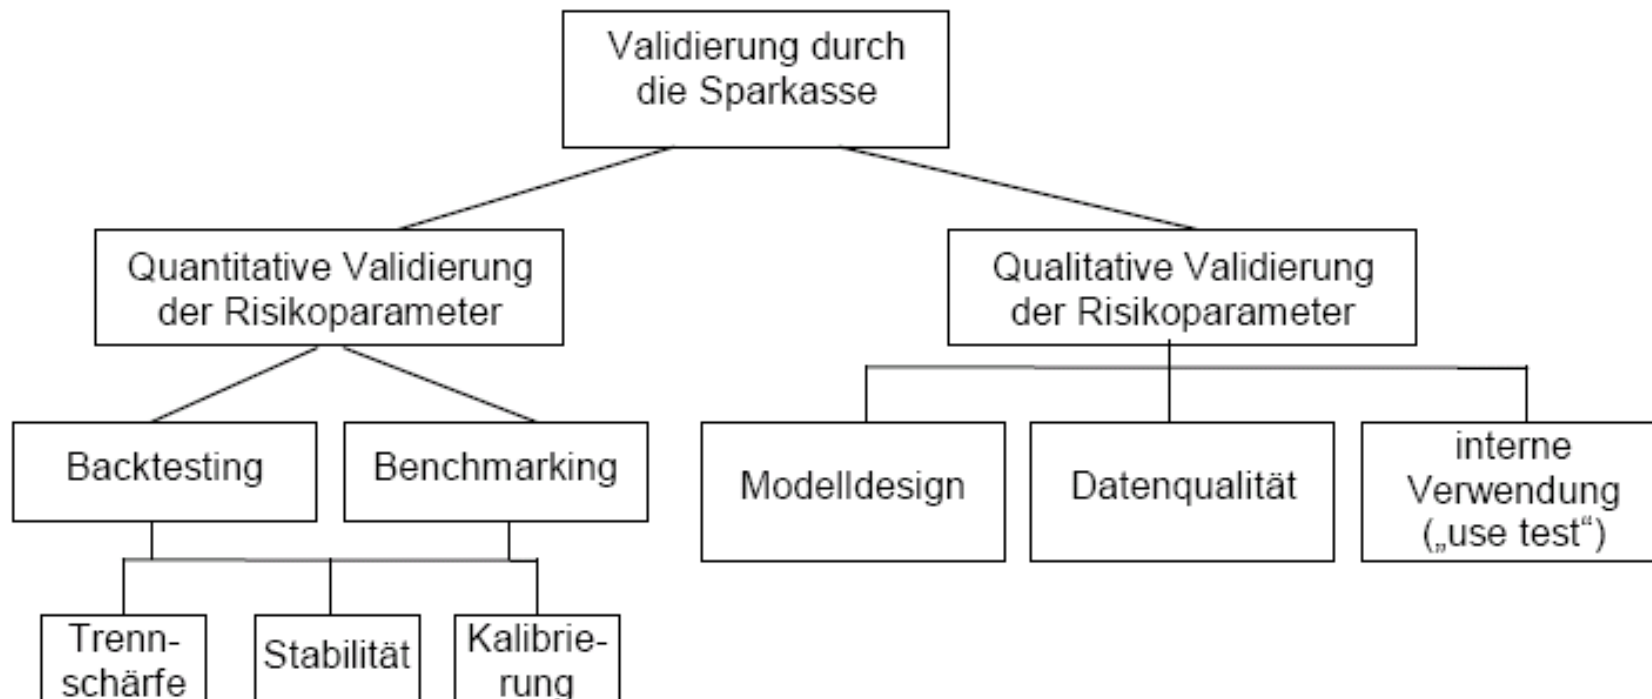 Validierung durch
die Sparkasse
Quantitative Validierung
der Risikoparameter
Qualitative Validierung
der Risikoparameter
Backtesting
Benchmarking
Modelldesign
Datenqualität
interne
Verwendung
(„use test“)
Trenn-
schärfe
Stabilität
Kalibrie-
rung